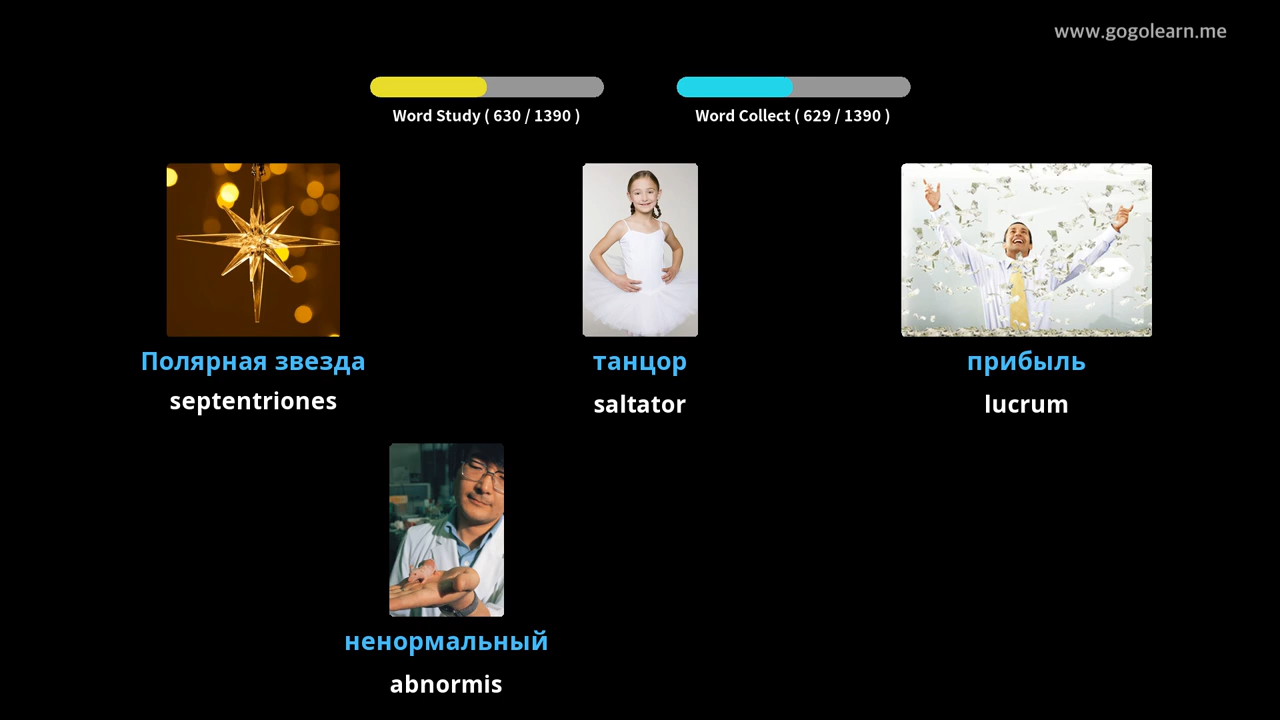 www.gogolearn.me
Word Study ( 630 / 1390 )
Word Collect ( 629 / 1390 )
Полярная звезда
septentriones
танцор
saltator
прибыль
lucrum
ненормальный
abnormis